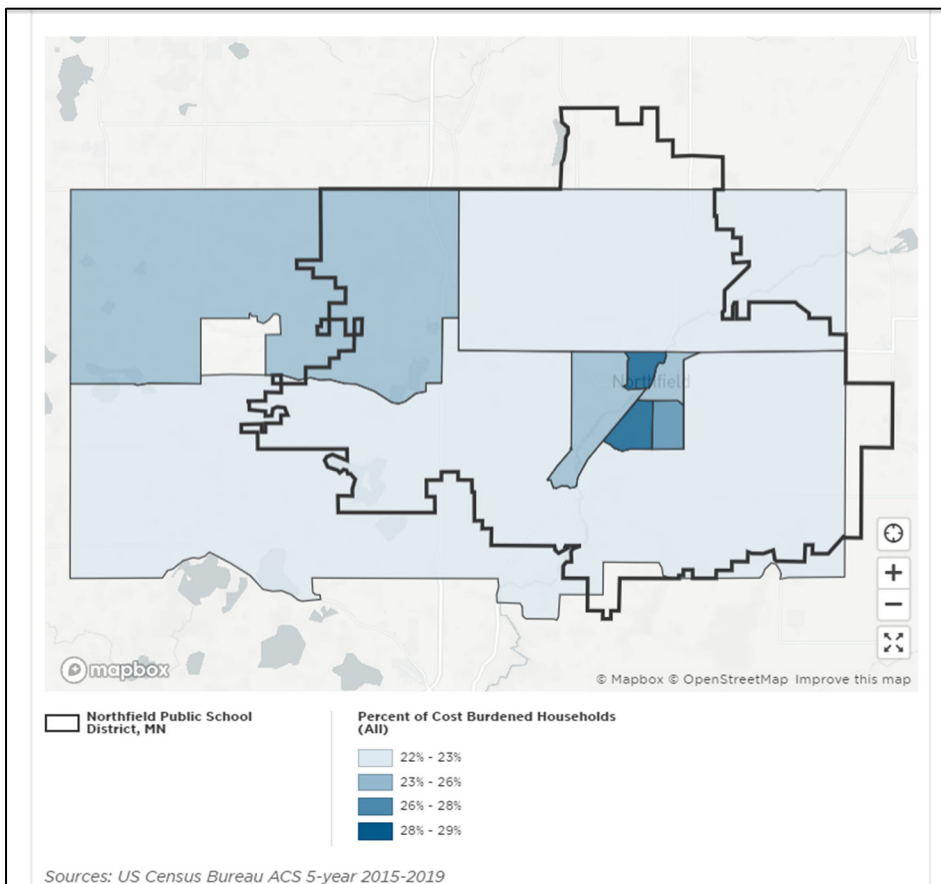 Northfield
mapbox
© Mapbox © OpenStreetMap Improve this map
Northfield Public School
District, MN
Percent of Cost Burdened Households
(All)
22% - 23%
23% - 26%
26% - 28%
28% - 29%
Sources: US Census Bureau ACS 5-year 2015-2019